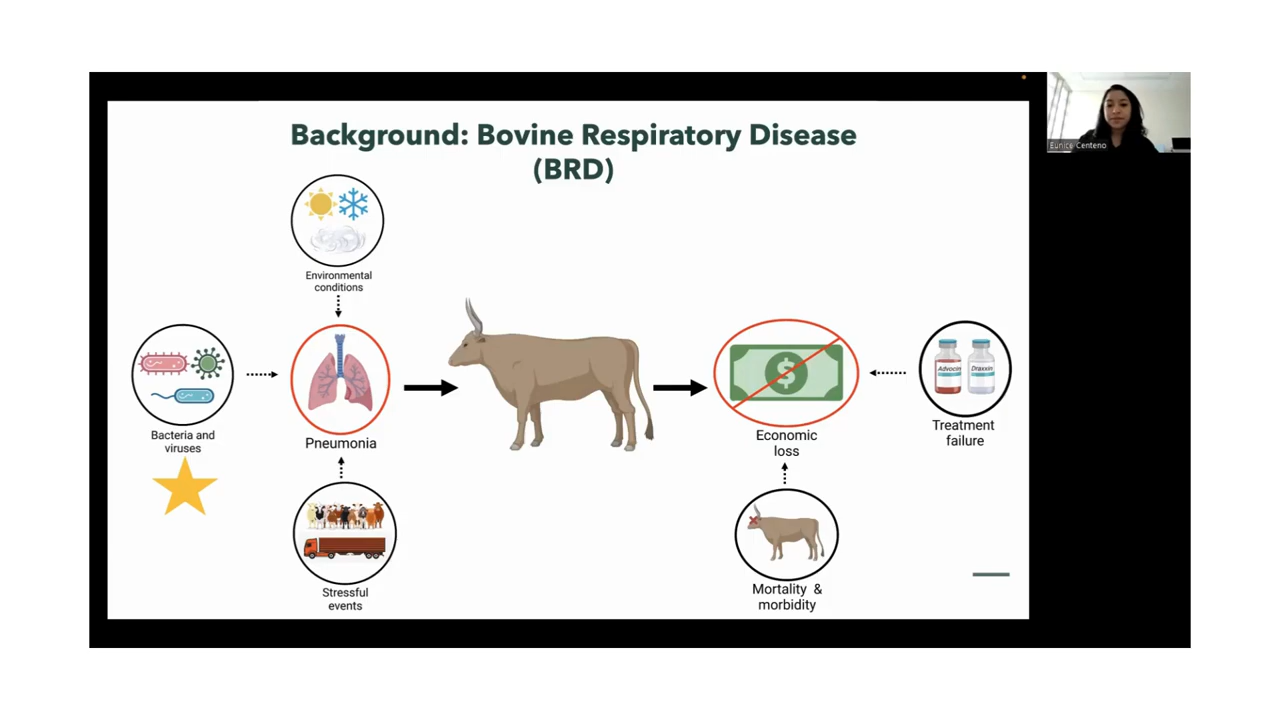 Background: Bovine Respiratory Disease
(BRD)
Eunice Centeno
Environmental
conditions
Bacteria and
viruses
Pneumonia
Stressful
events
$
Economic
loss
Mortality &
morbidity
Advocin
Draxxin
Treatment
failure